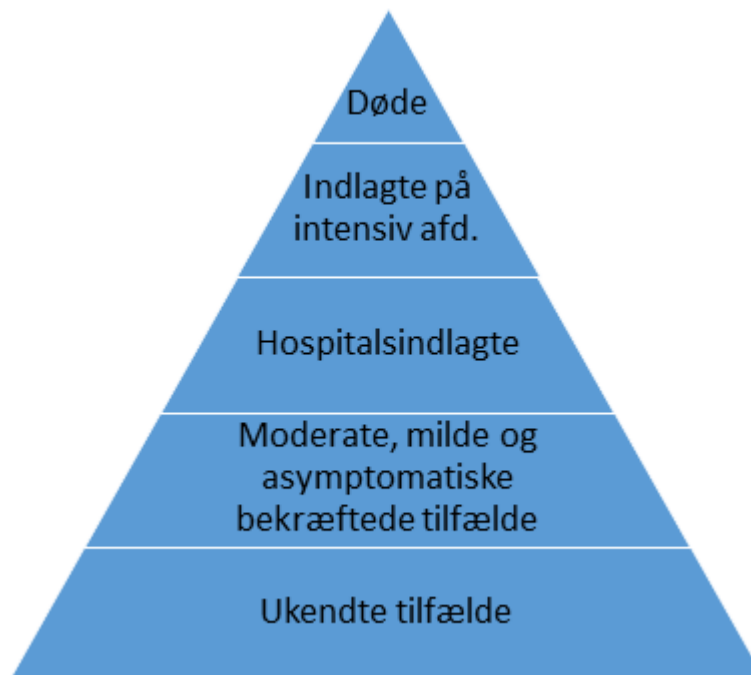 Døde
Indlagte på
intensiv afd.
Hospitalsindlagte
Moderate, milde og
asymptomatiske
bekræftede tilfælde
Ukendte tilfælde